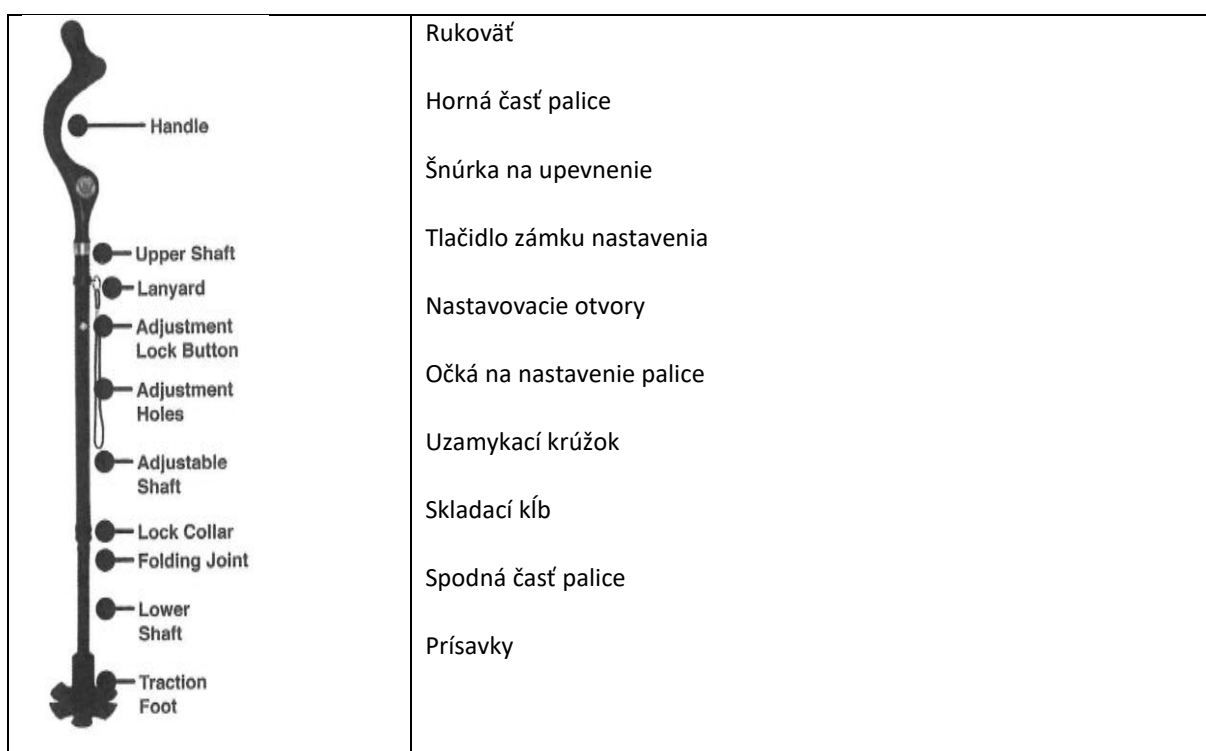 Handle
Upper Shaft
Lanyard
Adjustment
Lock Button
Adjustment
Holes
Adjustable
Shaft
Lock Collar
Folding Joint
Lower
Shaft
Traction
Foot
Rukoväť
Horná časť palice
Šnúrka na upevnenie
Tlačidlo zámku nastavenia
Nastavovacie otvory
Očká na nastavenie palice
Uzamykací krúžok
Skladací kĺb
Spodná časť palice
Prísavky